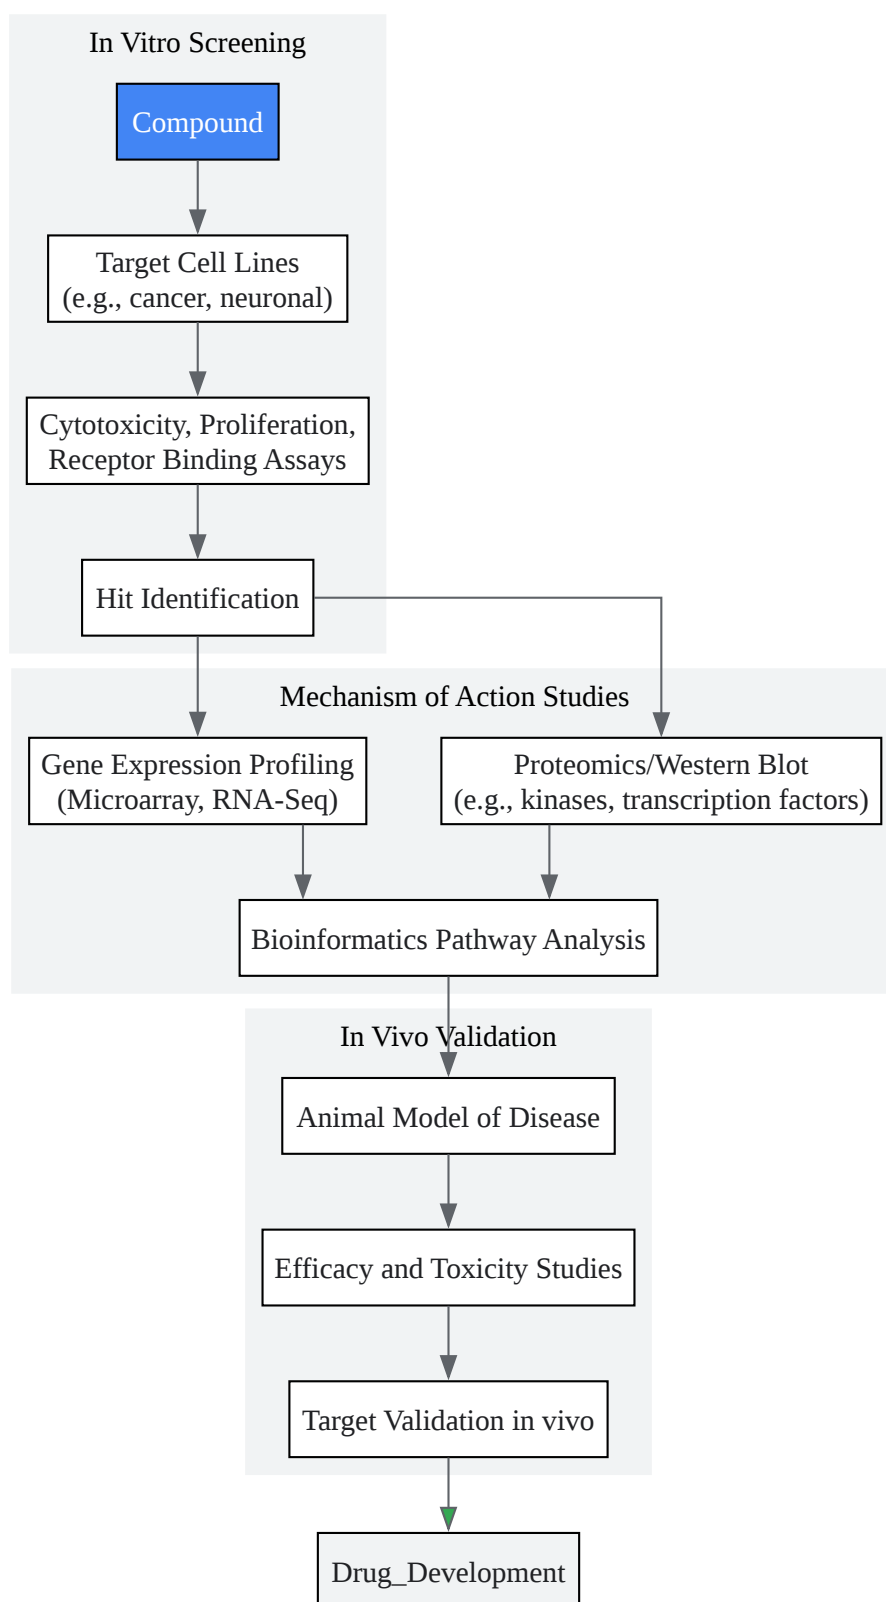 In Vitro Screening
Compound
Target Cell Lines
(e.g., cancer, neuronal)
Cytotoxicity, Proliferation,
Receptor Binding Assays
Hit Identification
Mechanism of Action Studies
Gene Expression Profiling
(Microarray, RNA-Seq)
Proteomics/Western Blot
(e.g., kinases, transcription factors)
Bioinformatics Pathway Analysis
In Vivo Validation
Animal Model of Disease
Efficacy and Toxicity Studies
Target Validation in vivo
Drug_Development